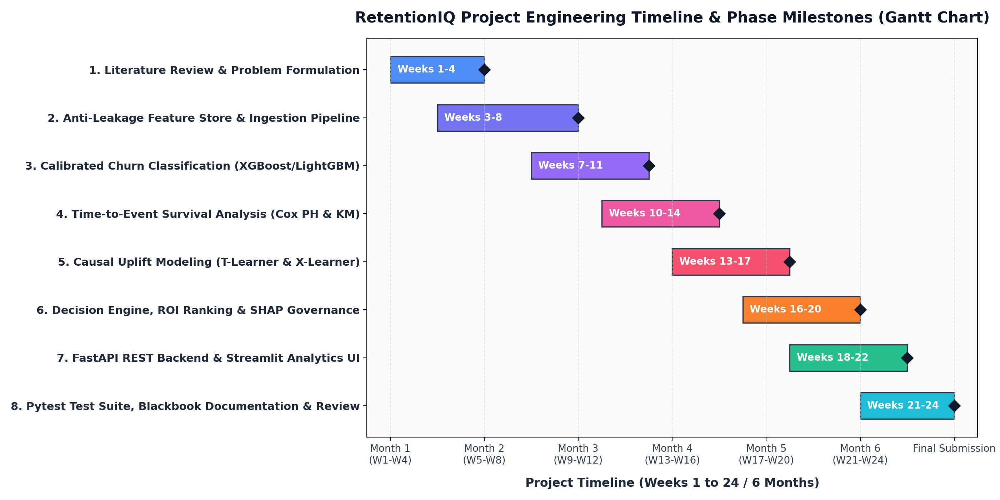 RetentionIQ Project Engineering Timeline & Phase Milestones (Gantt Chart)
1. Literature Review & Problem Formulation
Weeks 1-4
2. Anti-Leakage Feature Store & Ingestion Pipeline
Weeks 3-8
3. Calibrated Churn Classification (XGBoost/LightGBM)
Weeks 7-11
4. Time-to-Event Survival Analysis (Cox PH & KM)
Weeks 10-14
5. Causal Uplift Modeling (T-Learner & X-Learner)
Weeks 13-17
6. Decision Engine, ROI Ranking & SHAP Governance
Weeks 16-20
7. FastAPI REST Backend & Streamlit Analytics UI
Weeks 18-22
8. Pytest Test Suite, Blackbook Documentation & Review
Weeks 21-24
Month 1
(W1-W4)
Month 2
(W5-W8)
Month 3
(W9-W12)
Month 4
(W13-W16)
Month 5
(W17-W20)
Month 6
(W21-W24)
Final Submission
Project Timeline (Weeks 1 to 24 / 6 Months)